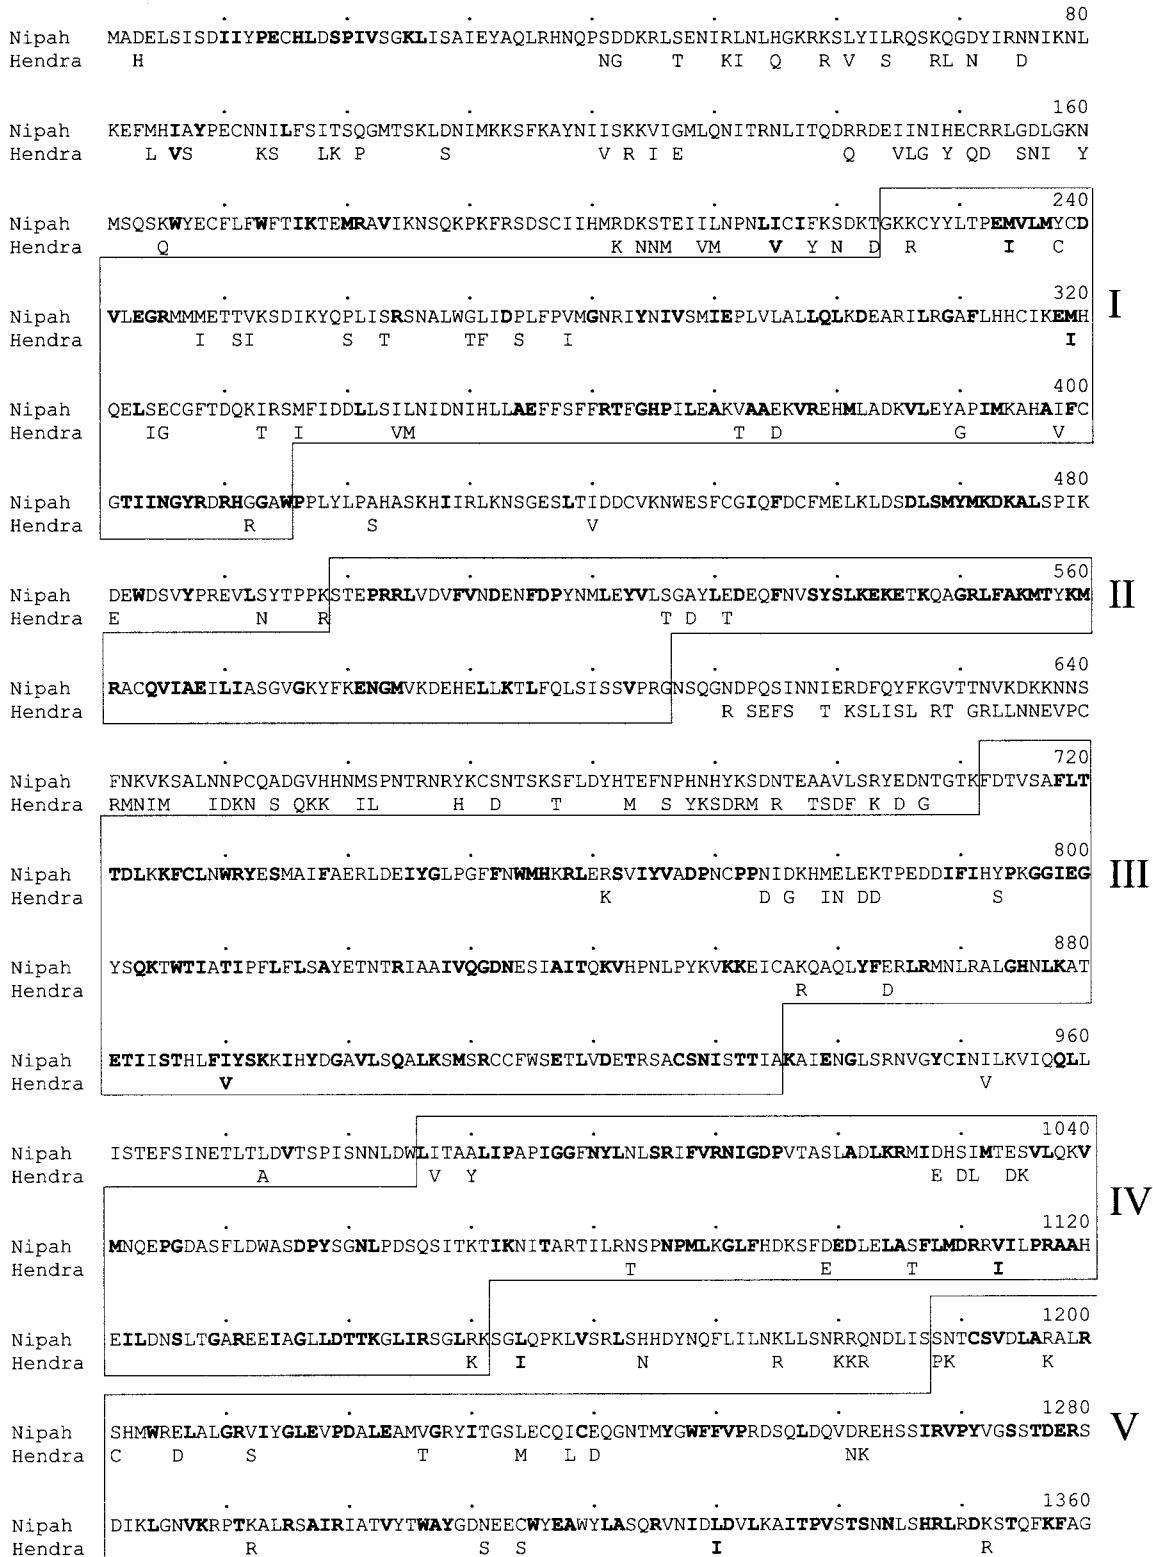 80
Nipah MADELSISDIIYPECHLDSPIVSGKLISAIEYAQLRHNQPSDDKRLSENIRLNLHGKRKSLYILRQSKQGDYIRNNIKNL
Hendra H NG T KI Q R V S RL N D
160
Nipah KEFMHIAYPECNNILFSITSQGMTSKLDNIMKKSFKAYNIISKKVIGMLQNITRNLITQDRRDEIINIHECRRLGDLGKN
Hendra L VS KS LK P S V R I E Q VLG Y QD SNI Y
240
Nipah MSQSKWYECFLFWFTIKTEMRAVIKNSQKPKFRSDSCIIHMRDKSTEIILNPNLICIFKSDKTGKKCYYLTPEMVLMYCD
Hendra Q K NNM VM V Y N D R I C
320
Nipah VLEGRMMMETTVKSDIKYQPLISRSNALWGLIDPLFPVMGNRIYNIVSMIEPLVLALLQLKDEARILRGAFLHHCIKEMH I
Hendra I SI S T TF S I I
400
Nipah QELSECGFTDQKIRSMFIDDLLSILNIDNIHLLAEFFSFFRTFGHPILEAKVAAEKVREHMLADKVLEYAPIMKAHAIFC
Hendra IG T I VM T D G V
480
Nipah GTIINGYRDRHGGAWPPLYLPAHASKHIIRLKNSGESLTIDDCVKNWESFCGIQFDCFMELKLDSDLSMYMKDKALSPIK
Hendra R S V
560
Nipah DEWDSVYPREVLSYTPPKSTEPRRLVDVFVNDENFDPYNMLEYVLSGAYLEDEQFNVSYSLKEKETKQAGRLFAKMTYKM II
Hendra E N R T D T
640
Nipah RACQVIAEILIASGVGKYFKENGMVKDEHELLKTLFQLSISSVPRGNSQGNDPQSINNIERDFQYFKGVTTNVKDKKNNS
Hendra R SEFS T KSLISL RT GRLLNNEVPC
720
Nipah FNKVKSALNNPCQADGVHHNMSPNTRNRYKCSNTSKSFLDYHTEFNPHNHYKSDNTEAAVLSRYEDNTGTKFDTVSAFLT
Hendra RMNIM IDKN S QKK IL H D T M S YKSDRM R TSDF K D G
800
Nipah TDLKKFCLNWRYESMAIFAERLDEIYGLPGFFNWMHKRLERSVIYVADPNCPPNIDKHMELEKTPEDDIFIHYPKGGIEG III
Hendra K D G IN DD S
880
Nipah YSQKTWTIATIPFLFLSAYETNTRIAAIVQGDNESIAITQKVHPNLPYKVKKEICAKQAQLYFERLRMNLRALGHNLKAT
Hendra R D
960
Nipah ETIISTHLFIYSKKIHYDGAVLSQALKSMSRCCFWSETLVDETRSACSNISTTIAKAIENGLSRNVGYCINILKVIQQLL
Hendra V V
1040
Nipah ISTEFSINETLTLDVTSPISNNLDWLITAALIPAPIGGFNYLNLSRIFVRNIGDPVTASLADLKRMIDHSIMTESVLQKV
Hendra A V Y E DL DK
IV
1120
Nipah MNQEPGDASFLDWASDPYSGNLPDSQSITKTIKNITARTILRNSPNPMLKGLFHDKSFDEDLELASFLMDRRVILPRAAH
Hendra T E T I
1200
Nipah EILDNSLTGAREEIAGLLDTTKGLIRSGLRKSGLQPKLVSRLSHHDYNQFLILNKLLSNRRQNDLISSNTCSVDLARALR
Hendra K I N R KKR PK K
1280
Nipah SHMWRELALGRVIYGLEVPDALEAMVGRYITGSLECQICEQGNTMYGWFFVPRDSQLDQVDREHSSIRVPYVGSSTDERS V
Hendra C D S T M L D NK
1360
Nipah DIKLGNVKRPTKALRSAIRIATVYTWAYGDNEECWYEAWYLASQRVNIDLDVLKAITPVSTSNNLSHRLRDKSTQFKFAG
Hendra R S S I R